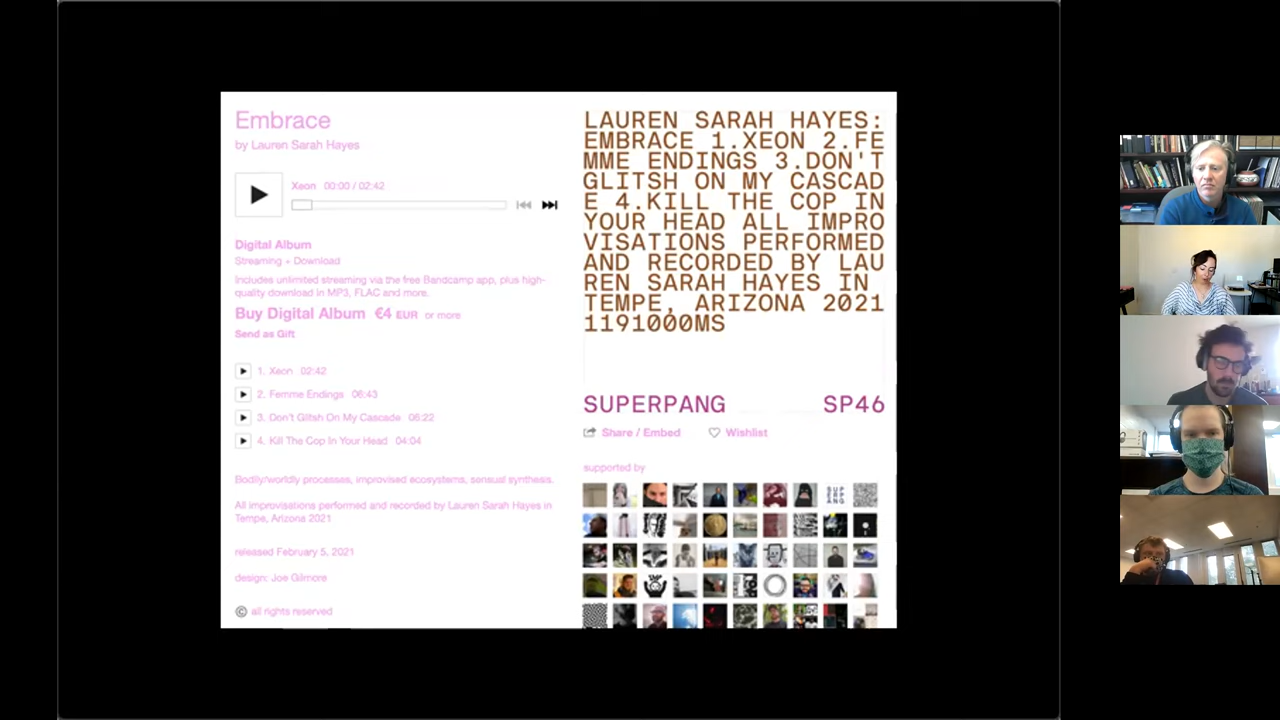 Embrace
by Lauren Sarah Hayes
Xeon 00:00 / 02:42
Digital Album
Streaming + Download
Includes unlimited streaming via the free Bandcamp app, plus high-
quality download in MP3, FLAC and more.
Buy Digital Album €4 EUR or more
Send as Gift
1. Xeon 02:42
2. Femme Endings 06:43
3. Don't Glitsh On My Cascade 06:22
4. Kill The Cop In Your Head 04:04
Bodily/worldly processes, improvised ecosystems, sensual synthesis.
All improvisations performed and recorded by Lauren Sarah Hayes in
Tempe, Arizona 2021
released February 5, 2021
design: Joe Gilmore
© all rights reserved
LAUREN SARAH HAYES:
EMBRACE 1.XEON 2.FE
MME ENDINGS 3.DON'T
GLITSH ON MY CASCAD
E 4.KILL THE COP IN
YOUR HEAD ALL IMPRO
VISATIONS PERFORMED
AND RECORDED BY LAU
REN SARAH HAYES IN
TEMPE, ARIZONA 2021
1191000MS
SUPERPANG SP46
Share / Embed Wishlist
supported by